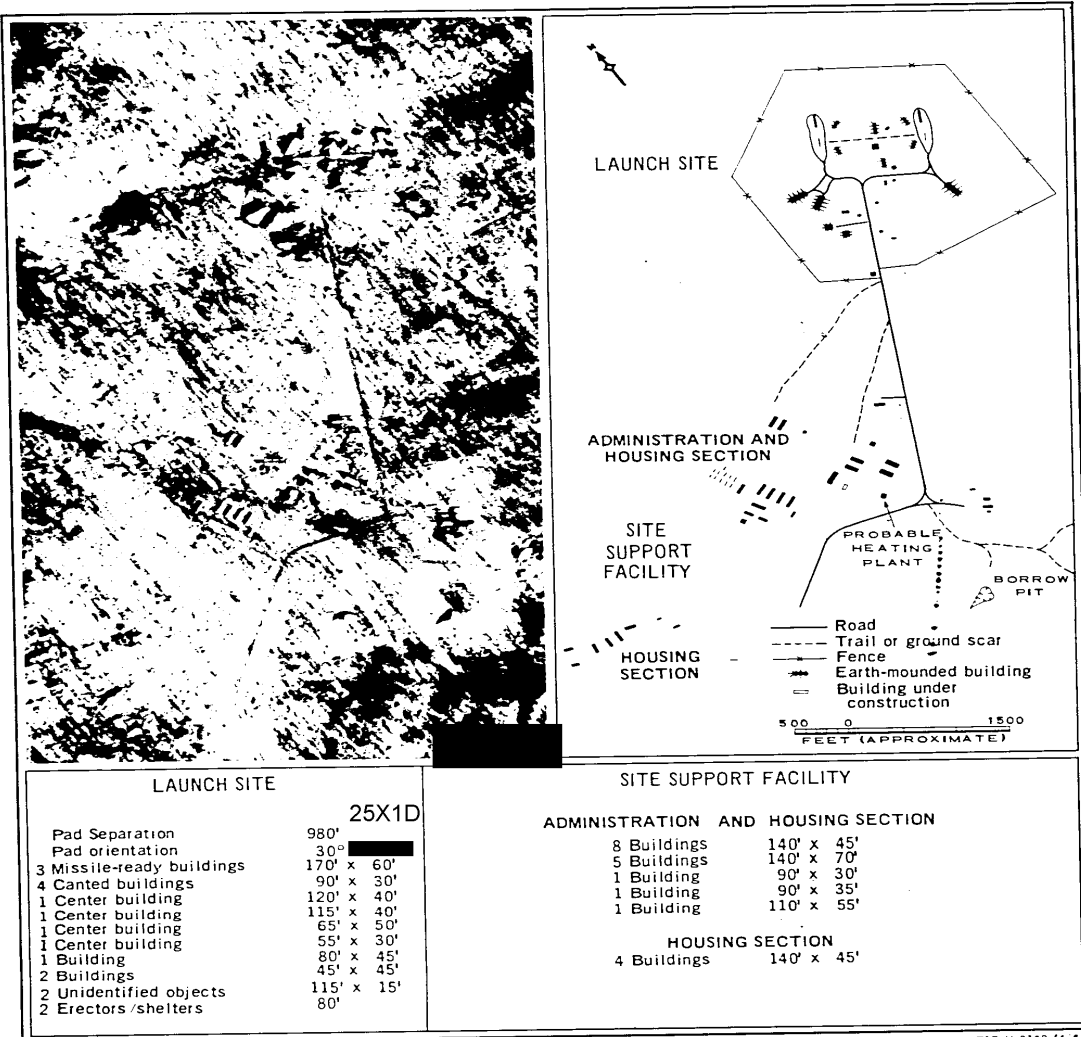 LAUNCH SITE
ADMINISTRATION AND
HOUSING SECTION
SITE
SUPPORT
FACILITY
PROBABLE
HEATING
PLANT
BORROW
PIT
HOUSING
SECTION
Road
Trail or ground scar
Fence
Earth-mounded building
Building under
construction
500 0 1500
FEET (APPROXIMATE)
LAUNCH SITE
25X1D
Pad Separation 980'
Pad orientation 30°
3 Missile-ready buildings 170' x 60'
4 Canted buildings 90' x 30'
1 Center building 120' x 40'
1 Center building 115' x 40'
1 Center building 65' x 50'
1 Center building 55' x 30'
1 Building 80' x 45'
2 Buildings 45' x 45'
2 Unidentified objects 115' x 15'
2 Erectors/shelters 80'
SITE SUPPORT FACILITY
ADMINISTRATION AND HOUSING SECTION
8 Buildings 140' x 45'
5 Buildings 140' x 70'
1 Building 90' x 30'
1 Building 90' x 35'
1 Building 110' x 55'
HOUSING SECTION
4 Buildings 140' x 45'